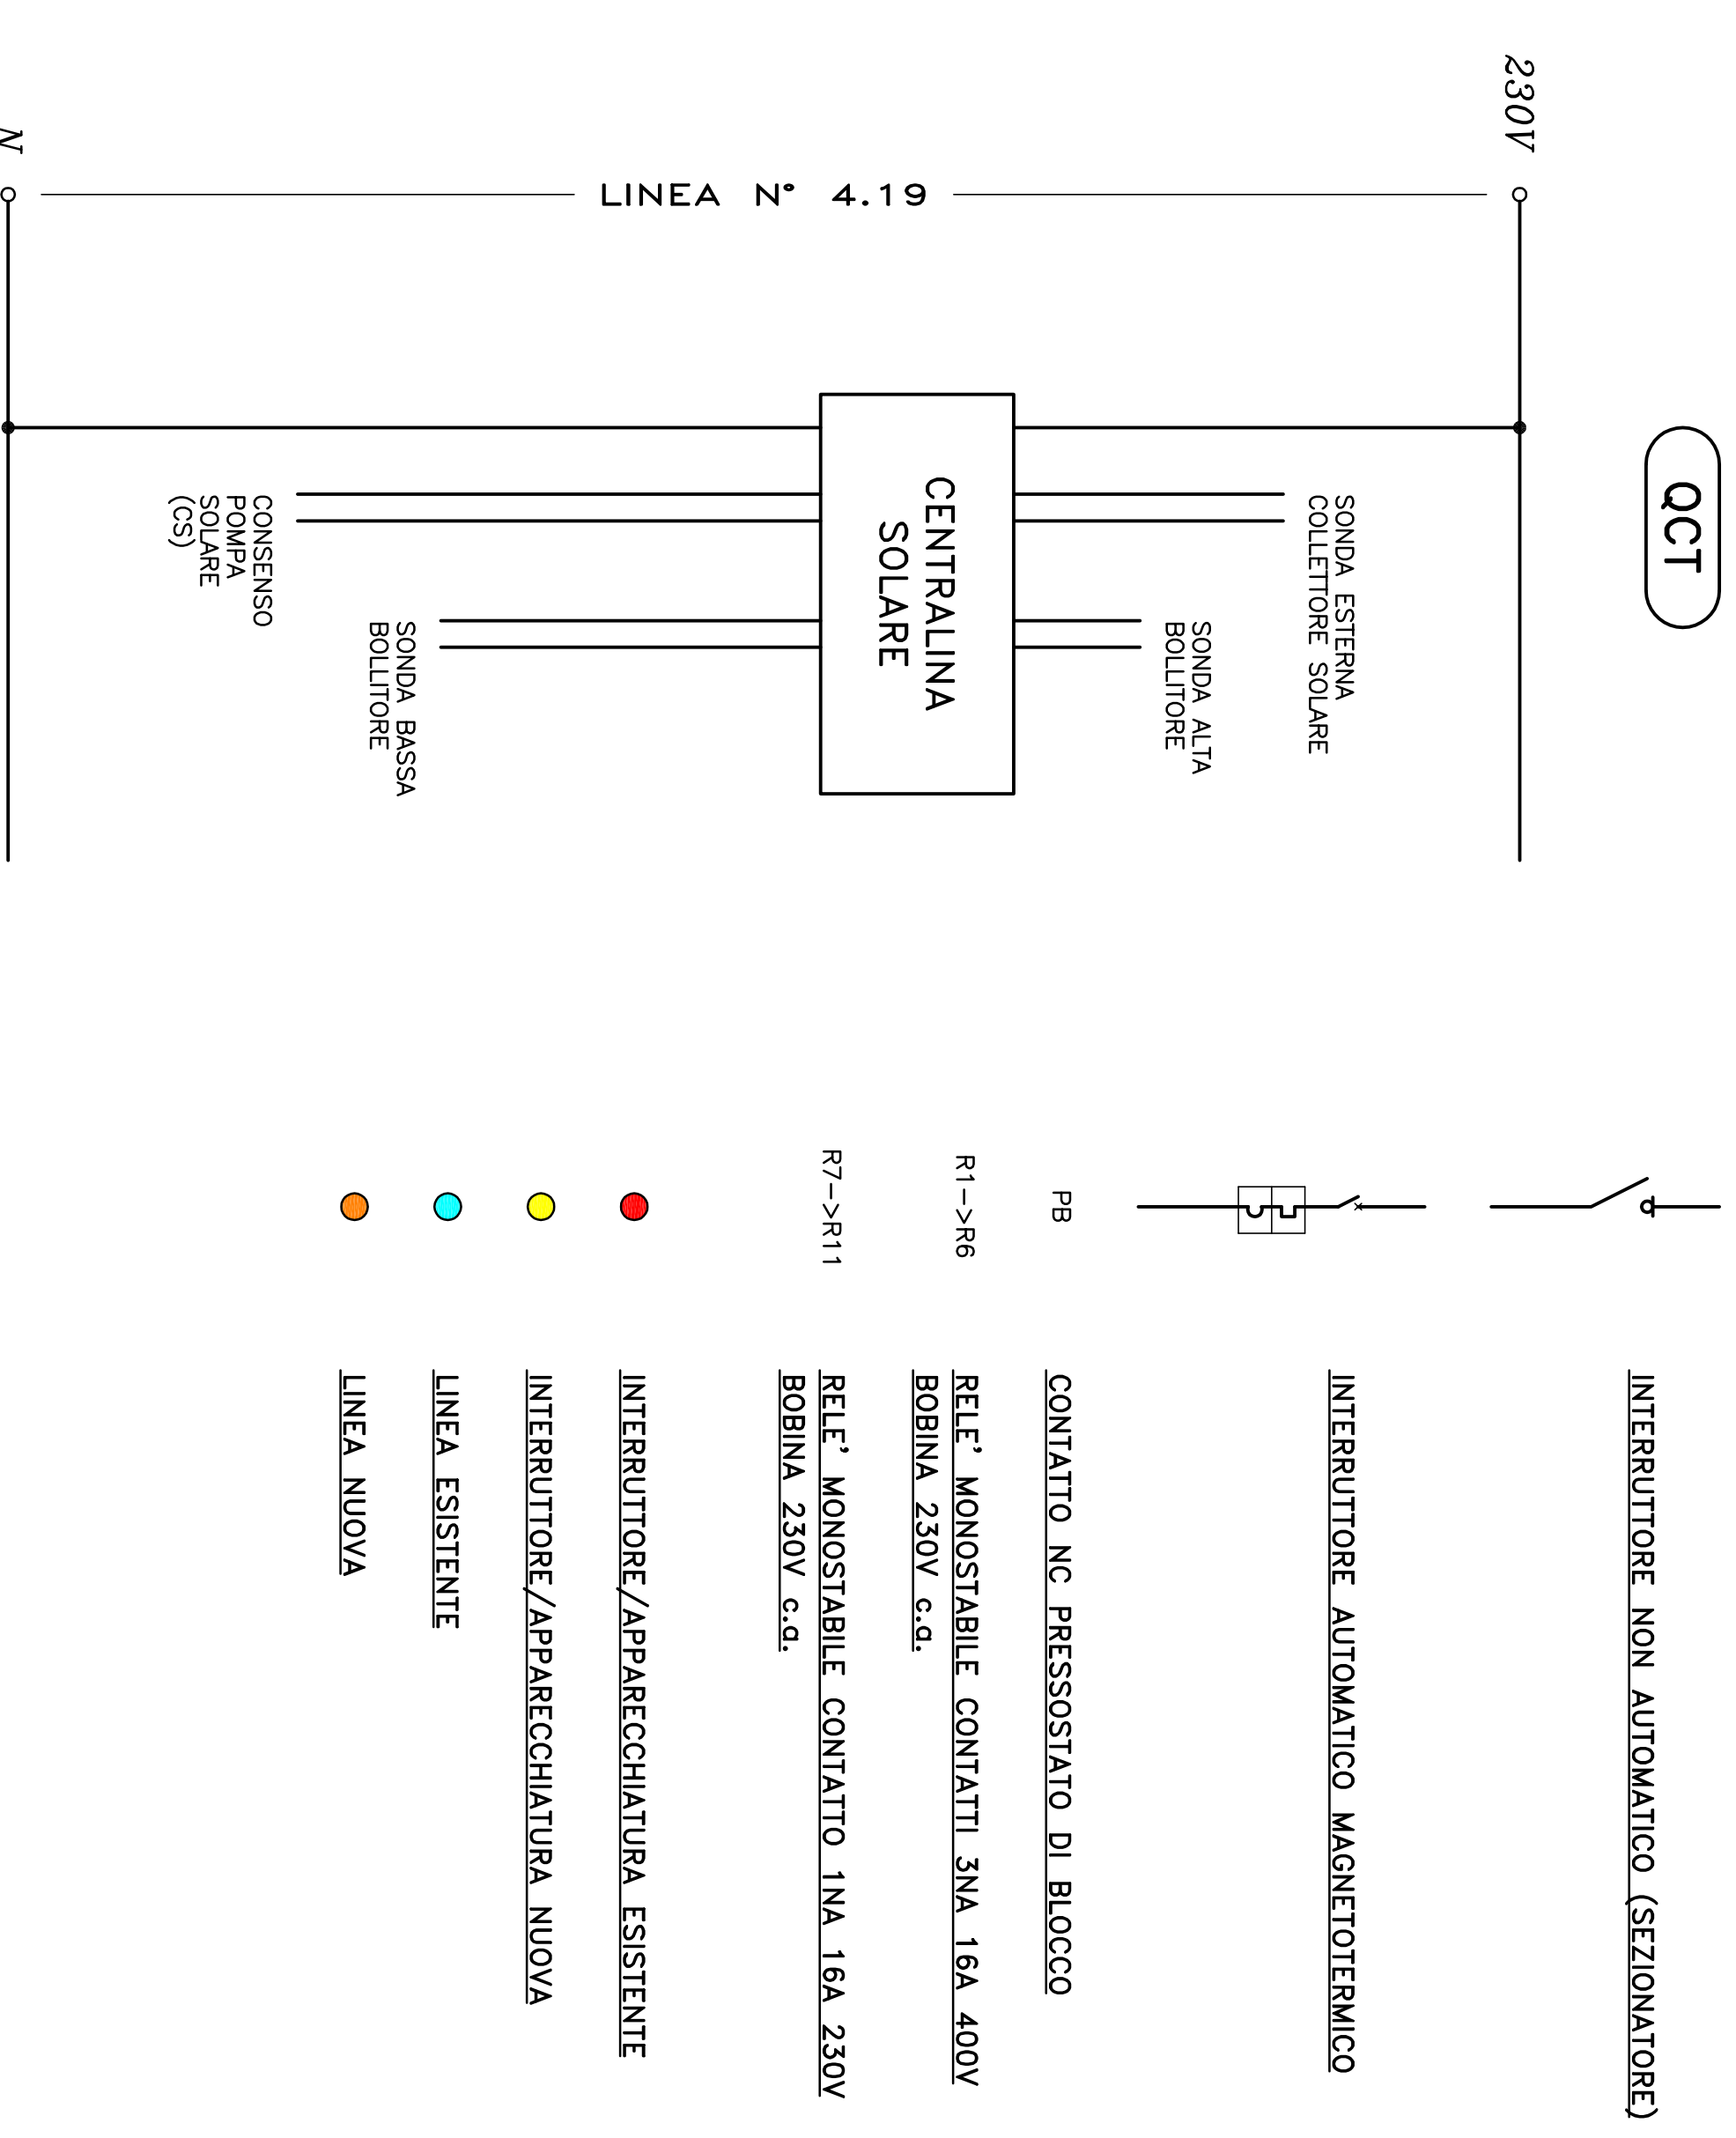 QCT
230V
LINEA N° 4.19
N
SONDA ESTERNA
COLLETTORE SOLARE
SONDA ALTA
BOLLITORE
CENTRALINA
SOLARE
SONDA BASSA
BOLLITORE
CONSENSO
POMPA
SOLARE
(CS)
INTERRUTTORE NON AUTOMATICO (SEZIONATORE)
INTERRUTTORE AUTOMATICO MAGNETOTERMICO
PB CONTATTO NC PRESSOSTATO DI BLOCCO
R1->R6 RELE' MONOSTABILE CONTATTI 3NA 16A 400V
BOBINA 230V c.a.
R7->R11 RELE' MONOSTABILE CONTATTO 1NA 16A 230V
BOBINA 230V c.a.
INTERRUTTORE/APPARECCHIATURA ESISTENTE
INTERRUTTORE/APPARECCHIATURA NUOVA
LINEA ESISTENTE
LINEA NUOVA